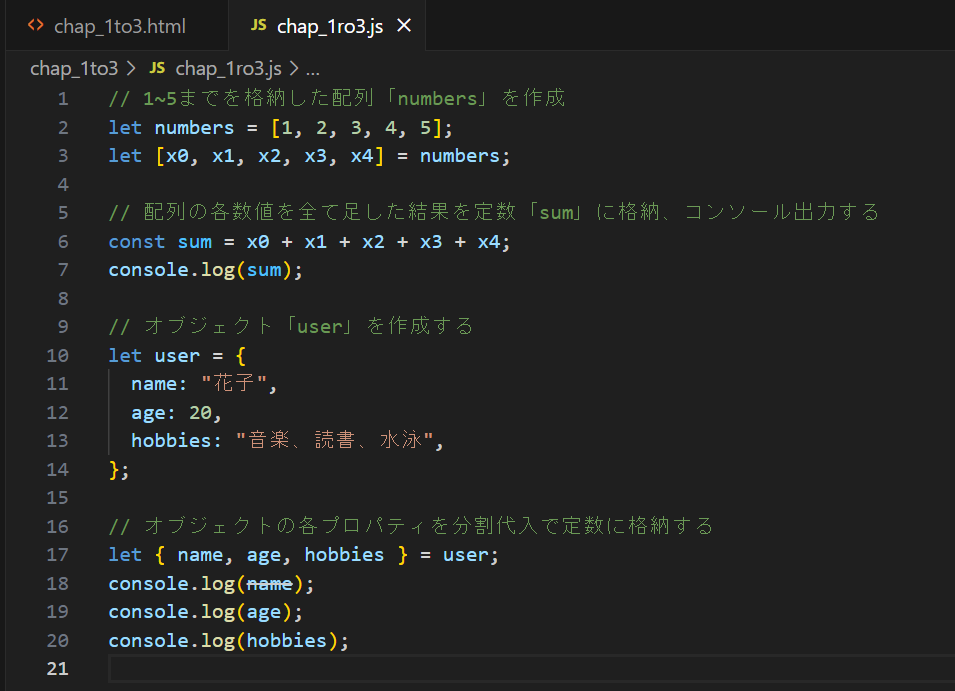 <> chap_1to3.html JS chap_1ro3.js ×
chap_1to3 > JS chap_1ro3.js > ...
1 // 1~5までを格納した配列「numbers」を作成
2 let numbers = [1, 2, 3, 4, 5];
3 let [x0, x1, x2, x3, x4] = numbers;
4
5 // 配列の各数値を全て足した結果を定数「sum」に格納、コンソール出力する
6 const sum = x0 + x1 + x2 + x3 + x4;
7 console.log(sum);
8
9 // オブジェクト「user」を作成する
10 let user = {
11   name: "花子",
12   age: 20,
13   hobbies: "音楽、読書、水泳",
14 };
15
16 // オブジェクトの各プロパティを分割代入で定数に格納する
17 let { name, age, hobbies } = user;
18 console.log(name);
19 console.log(age);
20 console.log(hobbies);
21